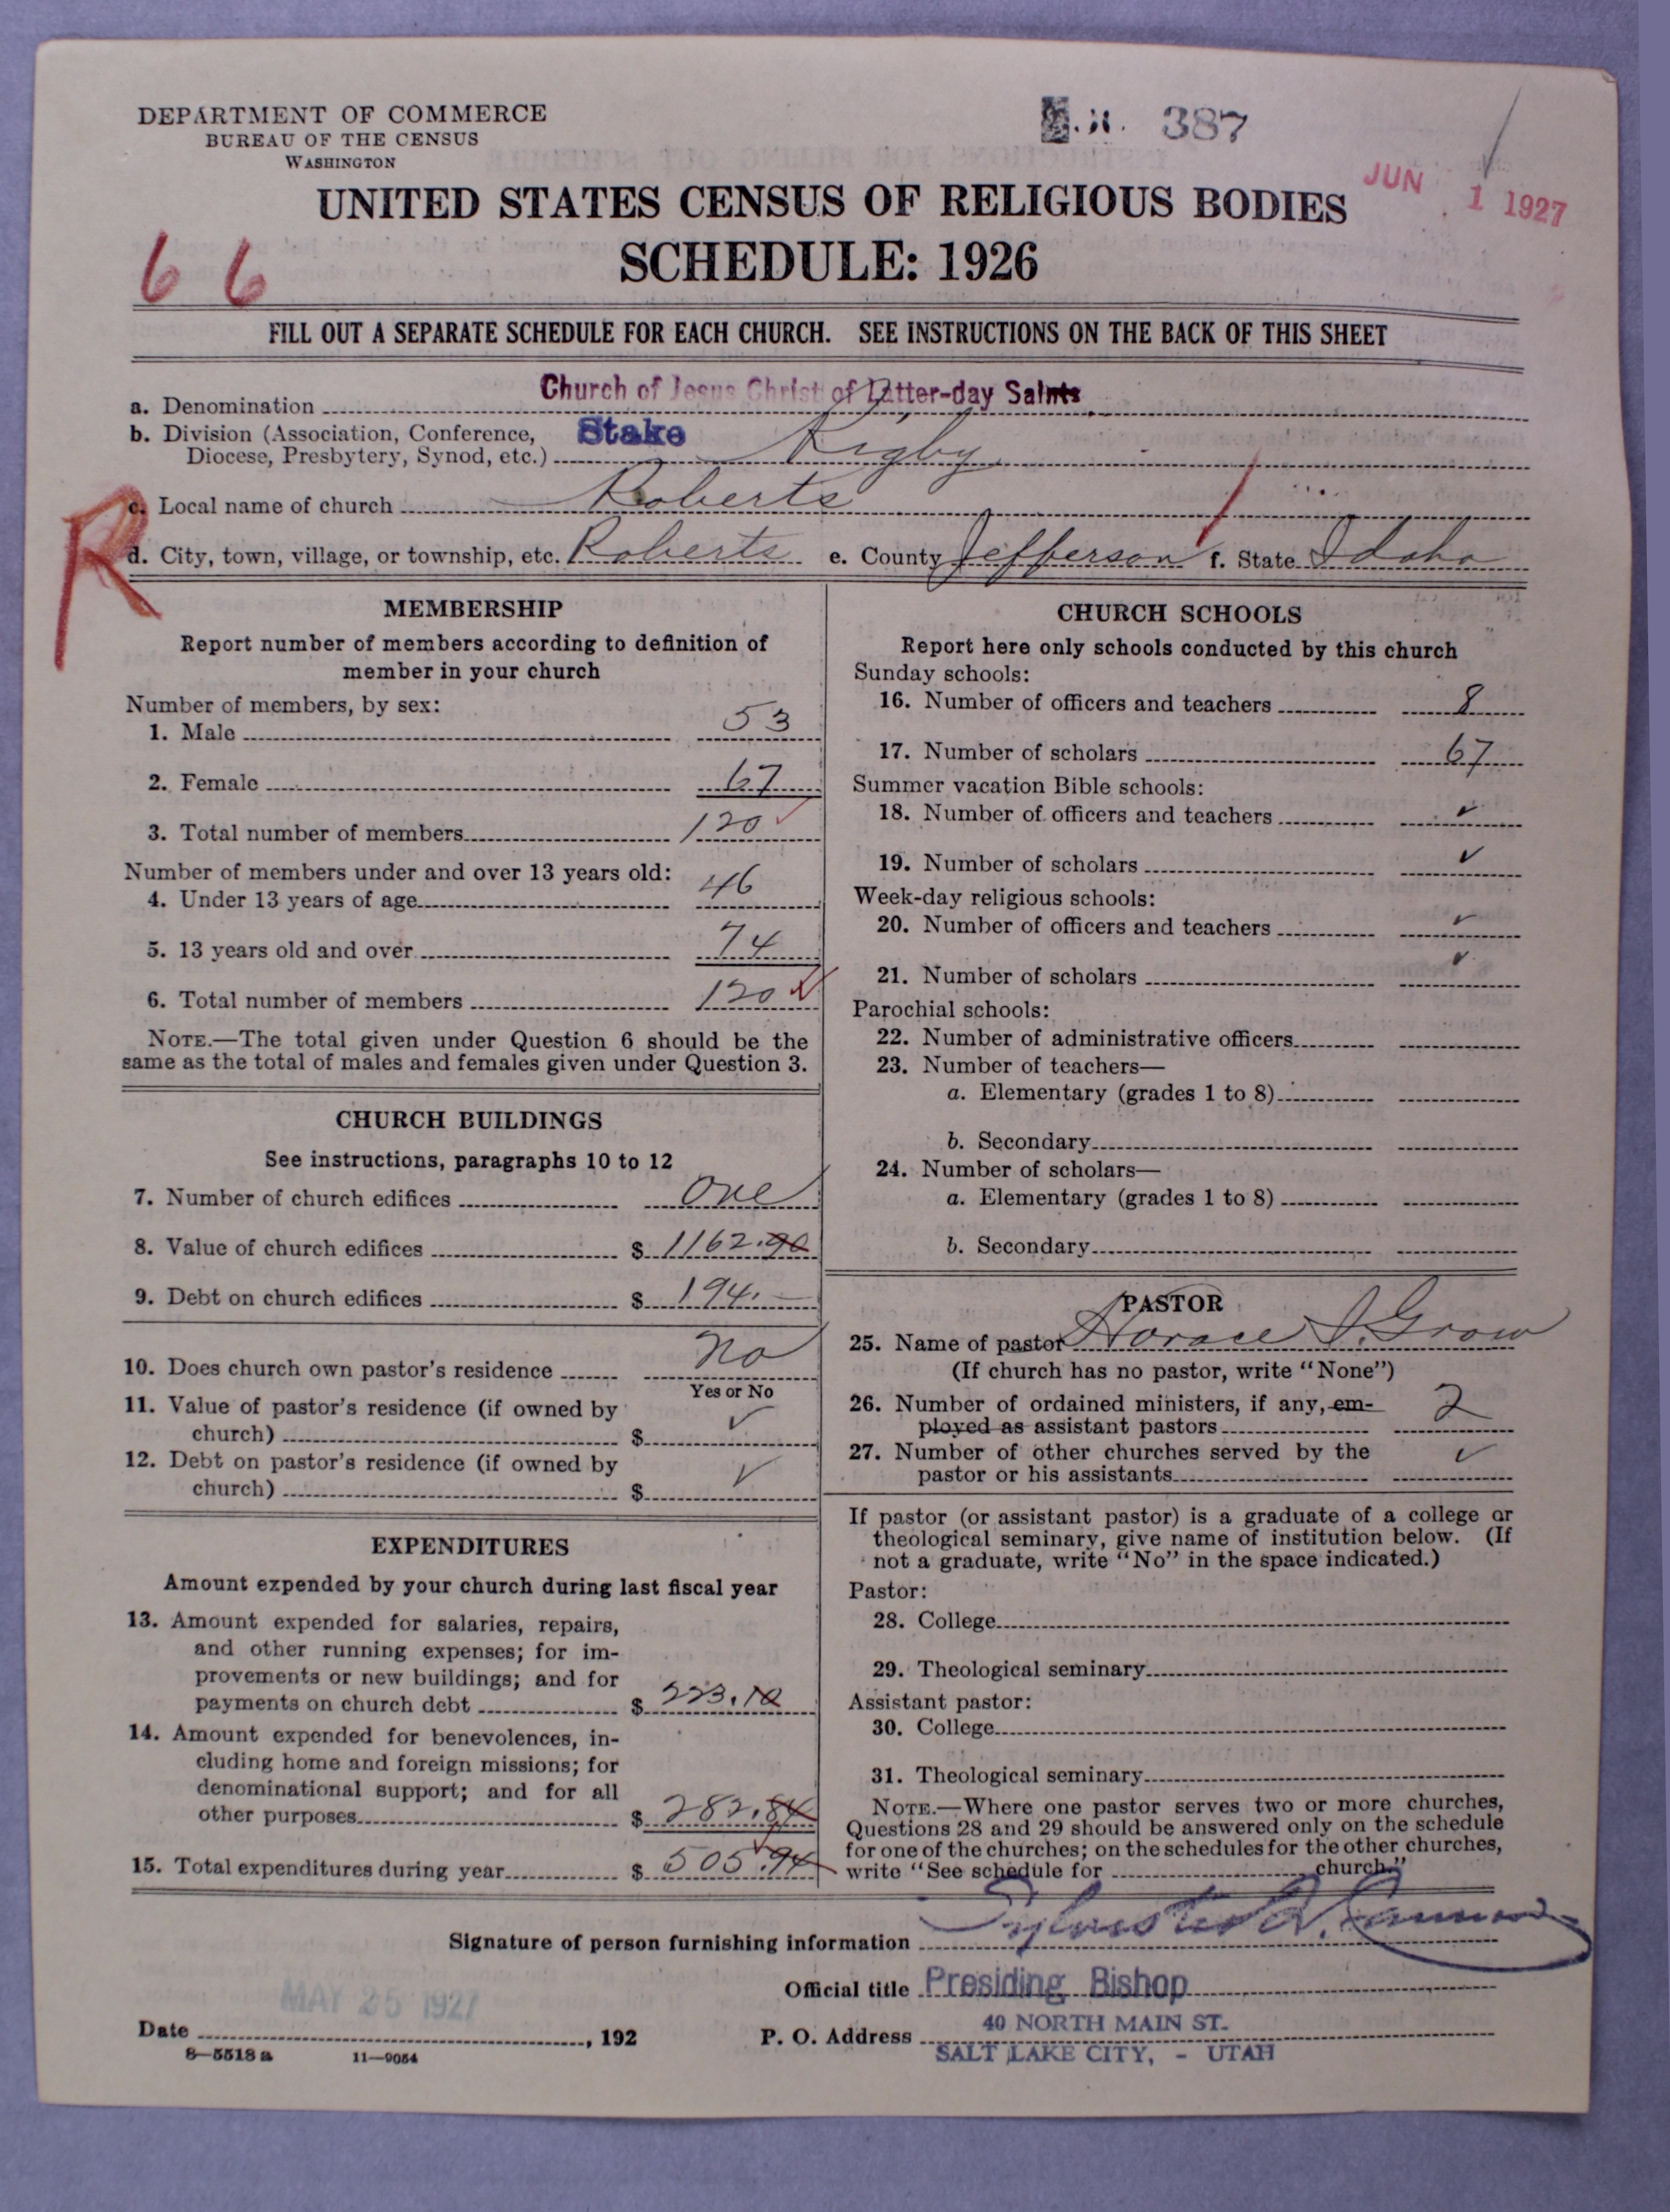 DEPARTMENT OF COMMERCE
BUREAU OF THE CENSUS
WASHINGTON
387
JUN 1 1927
UNITED STATES CENSUS OF RELIGIOUS BODIES
SCHEDULE: 1926
66
FILL OUT A SEPARATE SCHEDULE FOR EACH CHURCH. SEE INSTRUCTIONS ON THE BACK OF THIS SHEET
a. Denomination Church of Jesus Christ of Latter-day Saints
b. Division (Association, Conference, Stake Rigby
Diocese, Presbytery, Synod, etc.)
R
c. Local name of church Roberts
d. City, town, village, or township, etc. Roberts e. County Jefferson f. State Idaho
MEMBERSHIP
Report number of members according to definition of
member in your church
Number of members, by sex:
1. Male 53
2. Female 67
3. Total number of members 120 ✓
Number of members under and over 13 years old:
4. Under 13 years of age 46
5. 13 years old and over 74
6. Total number of members 120 ✓
NOTE.—The total given under Question 6 should be the
same as the total of males and females given under Question 3.
CHURCH BUILDINGS
See instructions, paragraphs 10 to 12
7. Number of church edifices One
8. Value of church edifices $ 1162.90
9. Debt on church edifices $ 194.—
10. Does church own pastor's residence No
Yes or No
11. Value of pastor's residence (if owned by
church) $ ✓
12. Debt on pastor's residence (if owned by
church) $ ✓
EXPENDITURES
Amount expended by your church during last fiscal year
13. Amount expended for salaries, repairs,
and other running expenses; for im-
provements or new buildings; and for
payments on church debt $ 223.10
14. Amount expended for benevolences, in-
cluding home and foreign missions; for
denominational support; and for all
other purposes $ 282.84
15. Total expenditures during year $ 505.94
CHURCH SCHOOLS
Report here only schools conducted by this church
Sunday schools:
16. Number of officers and teachers 8
17. Number of scholars 67
Summer vacation Bible schools:
18. Number of officers and teachers ✓
19. Number of scholars ✓
Week-day religious schools:
20. Number of officers and teachers ✓
21. Number of scholars ✓
Parochial schools:
22. Number of administrative officers
23. Number of teachers—
a. Elementary (grades 1 to 8)
b. Secondary
24. Number of scholars—
a. Elementary (grades 1 to 8)
b. Secondary
PASTOR
25. Name of pastor Horace J. Grow
(If church has no pastor, write "None")
26. Number of ordained ministers, if any, em-
ployed as assistant pastors 2
27. Number of other churches served by the
pastor or his assistants ✓
If pastor (or assistant pastor) is a graduate of a college or
theological seminary, give name of institution below. (If
not a graduate, write "No" in the space indicated.)
Pastor:
28. College
29. Theological seminary
Assistant pastor:
30. College
31. Theological seminary
NOTE.—Where one pastor serves two or more churches,
Questions 28 and 29 should be answered only on the schedule
for one of the churches; on the schedules for the other churches,
write "See schedule for church."
Signature of person furnishing information Sylvester Q. Cannon
Official title Presiding Bishop
MAY 25 1927
Date , 192
P. O. Address 40 NORTH MAIN ST.
SALT LAKE CITY, - UTAH
8—5518 a 11—9054